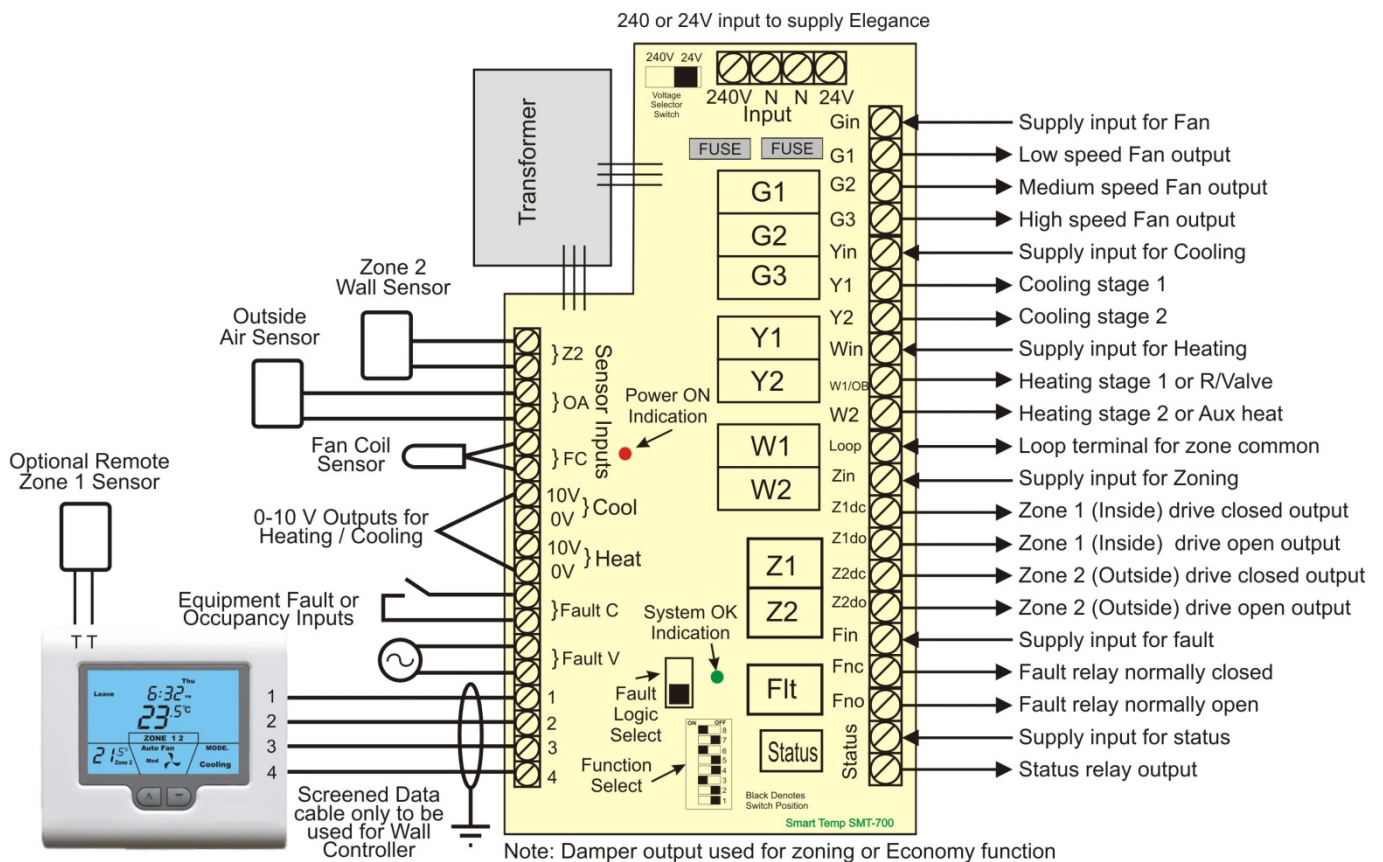 240 or 24V input to supply Elegance
240V 24V
Voltage
Selector
Switch
240V N N 24V
Input
FUSE FUSE
Transformer
Gin
Supply input for Fan
G1
Low speed Fan output
G2
Medium speed Fan output
G3
High speed Fan output
Yin
Supply input for Cooling
Y1
Cooling stage 1
Y2
Cooling stage 2
Win
Supply input for Heating
W1/OB
Heating stage 1 or R/Valve
W2
Heating stage 2 or Aux heat
Loop
Loop terminal for zone common
Zin
Supply input for Zoning
Z1dc
Zone 1 (Inside) drive closed output
Z1do
Zone 1 (Inside) drive open output
Z2dc
Zone 2 (Outside) drive closed output
Z2do
Zone 2 (Outside) drive open output
Fin
Supply input for fault
Fnc
Fault relay normally closed
Fno
Fault relay normally open
Status
Supply input for status
Status relay output
G1
G2
G3
Y1
Y2
W1
W2
Z1
Z2
Flt
Status
Zone 2
Wall Sensor
Outside
Air Sensor
Fan Coil
Sensor
Optional Remote
Zone 1 Sensor
0-10 V Outputs for
Heating / Cooling
Equipment Fault or
Occupancy Inputs
}Z2
}OA
}FC
Sensor Inputs
10V
0V
}Cool
10V
0V
}Heat
}Fault C
}Fault V
1
2
3
4
Power ON
Indication
System OK
Indication
Fault
Logic
Select
Function
Select
ON OFF
8
7
6
5
4
3
2
1
Black Denotes
Switch Position
Smart Temp SMT-700
T T
Thu
Leave
6:32 PM
23.5°C
ZONE 1 2
21.5° Zone 2
Auto Fan
Med
MODE.
Cooling
1
2
3
4
Screened Data
cable only to be
used for Wall
Controller
Note: Damper output used for zoning or Economy function